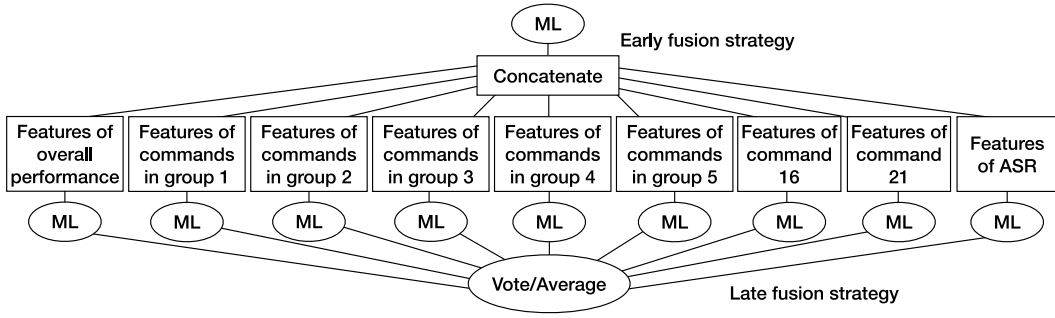 ML
Early fusion strategy
Concatenate
Features of
overall
performance
Features of
commands
in group 1
Features of
commands
in group 2
Features of
commands
in group 3
Features of
commands
in group 4
Features of
commands
in group 5
Features of
command
16
Features of
command
21
Features
of ASR
ML
ML
ML
ML
ML
ML
ML
ML
ML
Vote/Average
Late fusion strategy